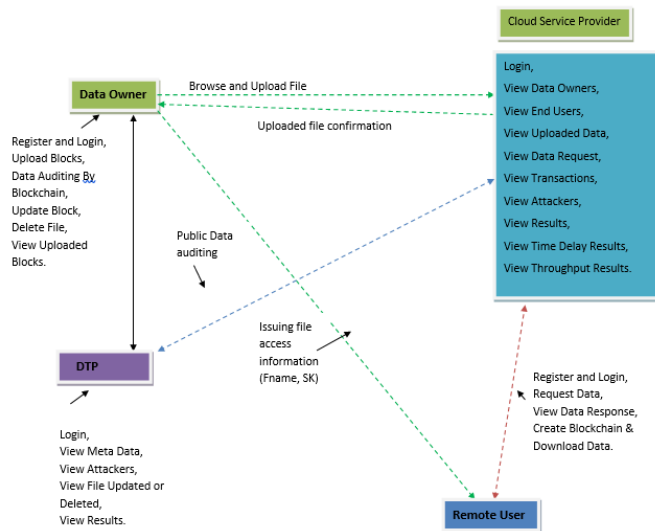 Cloud Service Provider
Data Owner
Browse and Upload File
Uploaded file confirmation
Login,
View Data Owners,
View End Users,
View Uploaded Data,
View Data Request,
View Transactions,
View Attackers,
View Results,
View Time Delay Results,
View Throughput Results.
Register and Login,
Upload Blocks,
Data Auditing By
Blockchain,
Update Block,
Delete File,
View Uploaded
Blocks.
Public Data
auditing
Issuing file
access
information
(Fname, SK)
DTP
Login,
View Meta Data,
View Attackers,
View File Updated or
Deleted,
View Results.
Register and Login,
Request Data,
View Data Response,
Create Blockchain &
Download Data.
Remote User